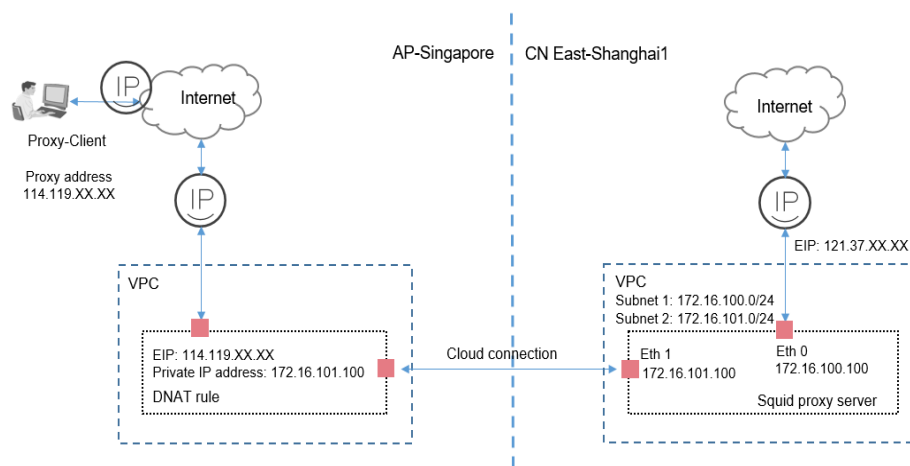 AP-Singapore
CN East-Shanghai1
IP
Internet
Proxy-Client
Proxy address
114.119.XX.XX
IP
VPC
EIP: 114.119.XX.XX
Private IP address: 172.16.101.100
DNAT rule
Cloud connection
Internet
IP
EIP: 121.37.XX.XX
VPC
Subnet 1: 172.16.100.0/24
Subnet 2: 172.16.101.0/24
Eth 1
172.16.101.100
Eth 0
172.16.100.100
Squid proxy server